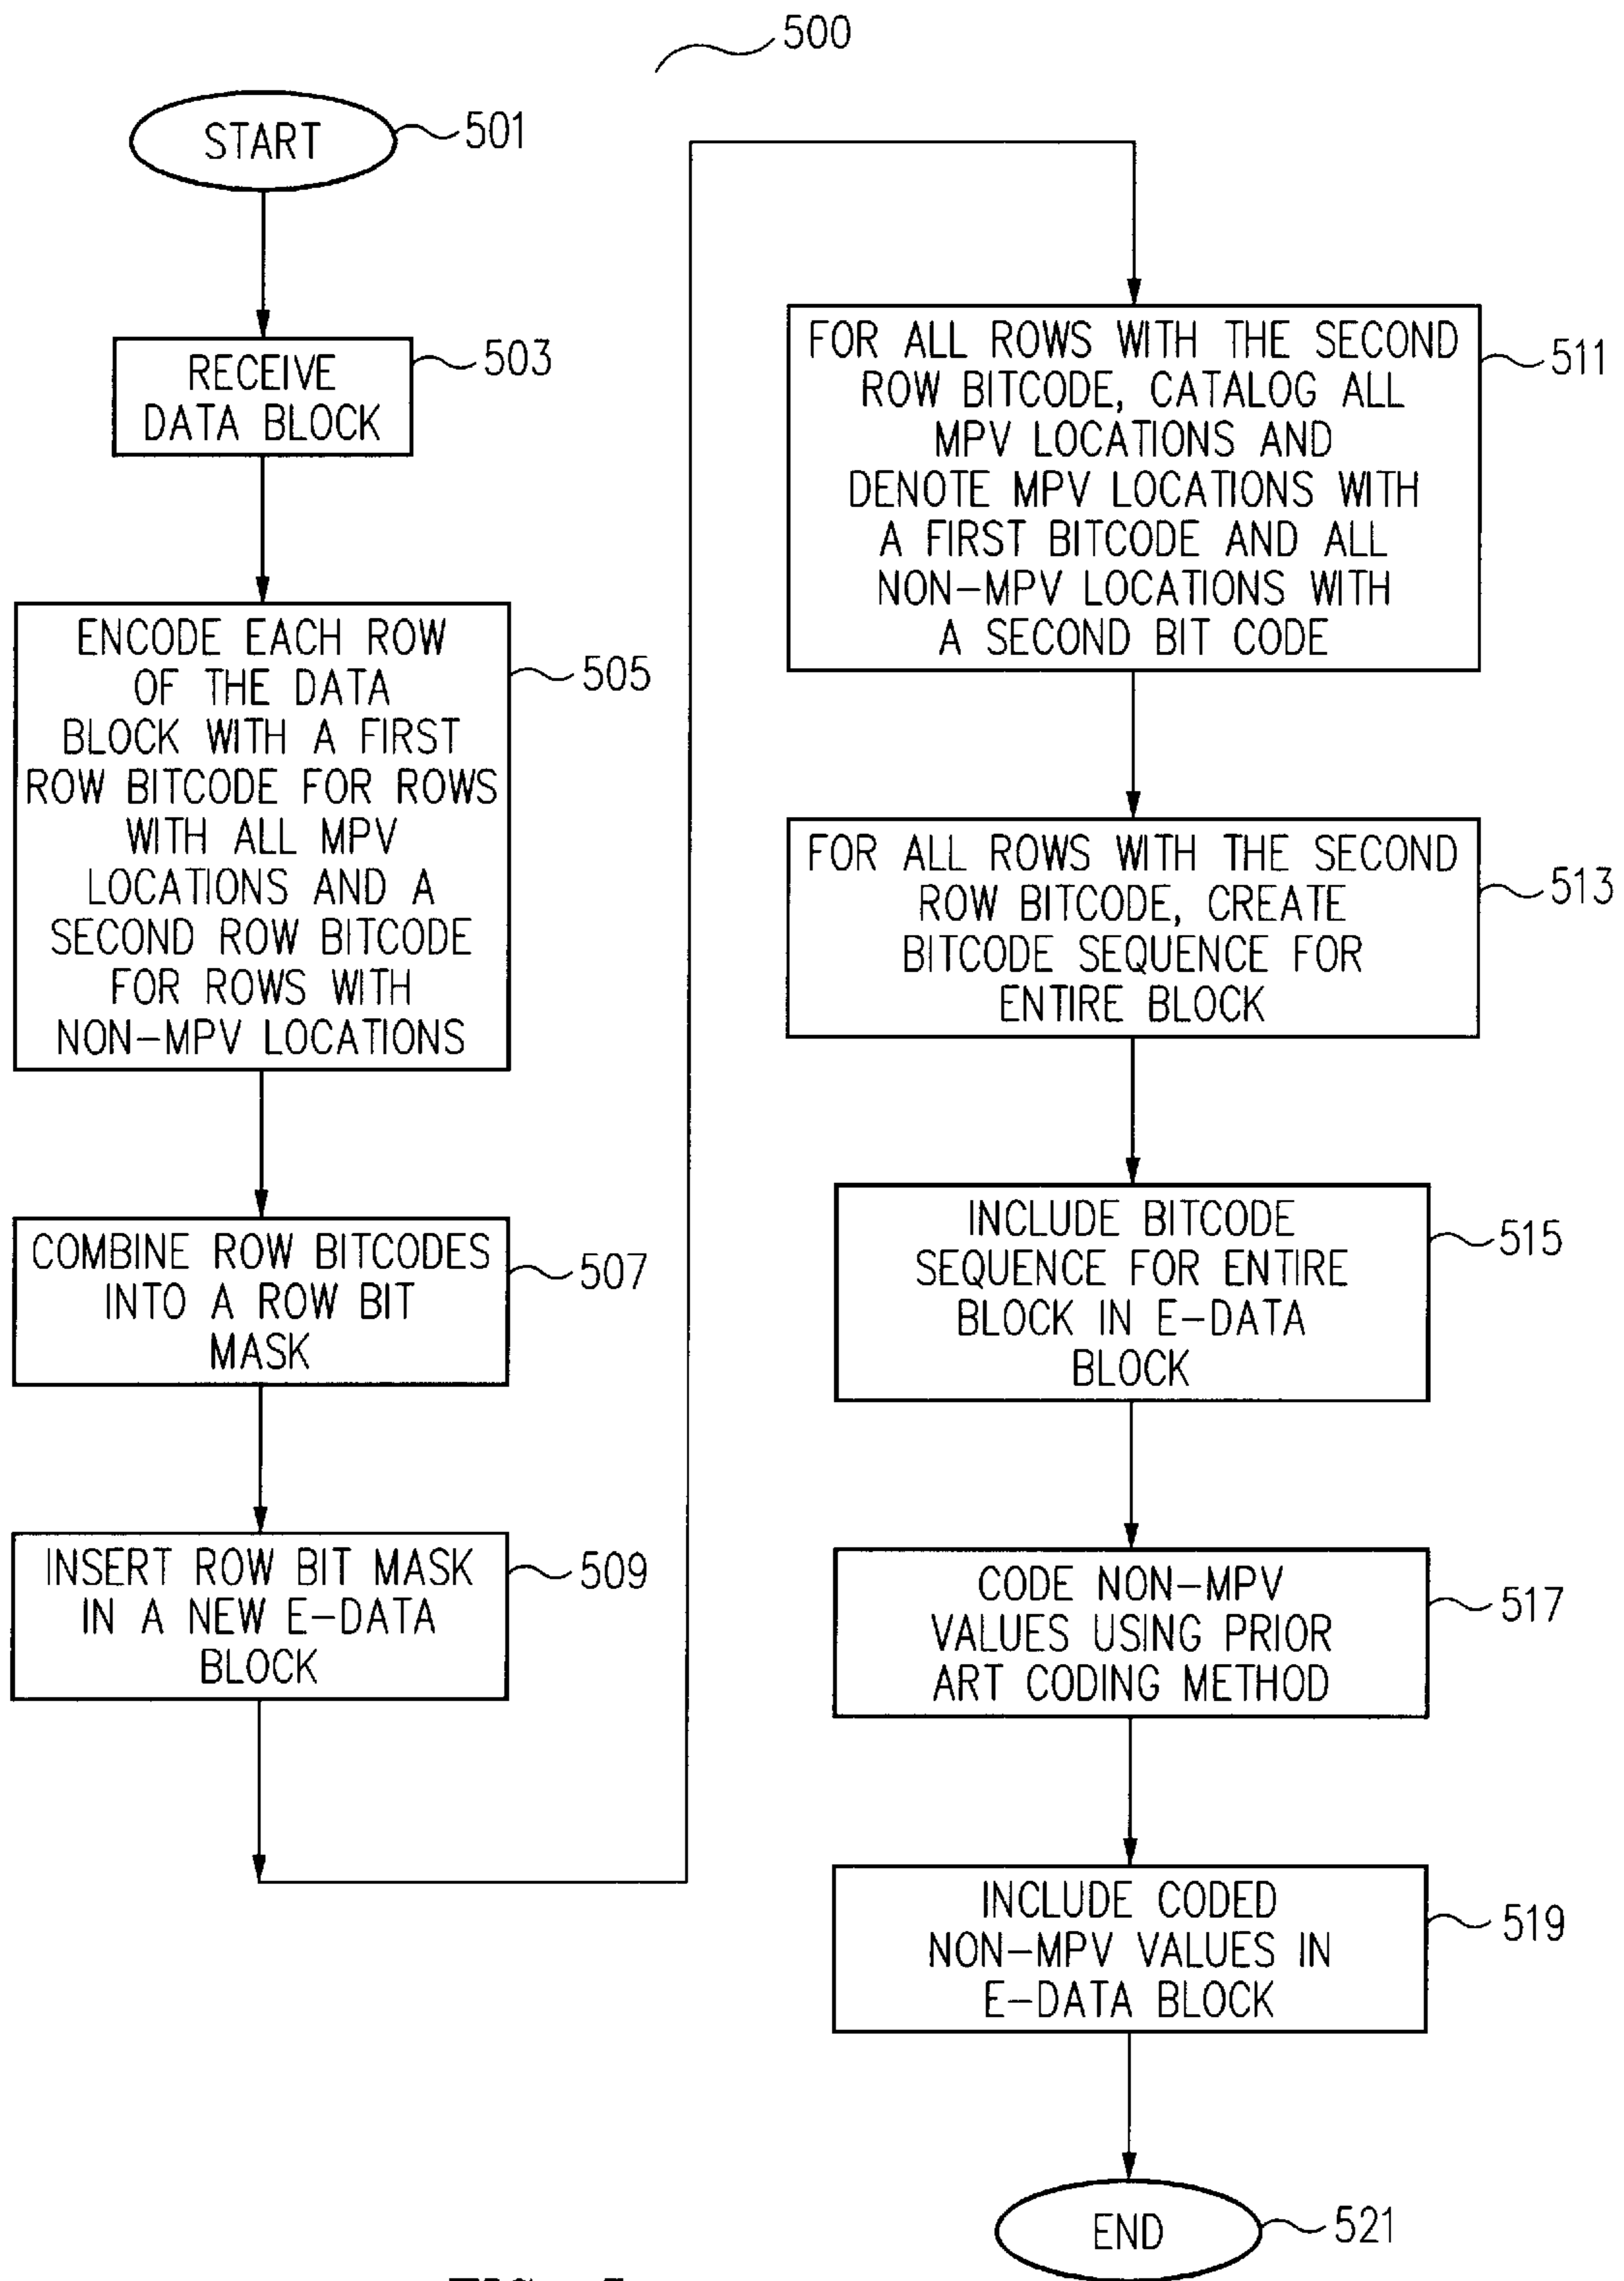 500
START
501
RECEIVE
DATA BLOCK
503
ENCODE EACH ROW
OF THE DATA
BLOCK WITH A FIRST
ROW BITCODE FOR ROWS
WITH ALL MPV
LOCATIONS AND A
SECOND ROW BITCODE
FOR ROWS WITH
NON-MPV LOCATIONS
505
COMBINE ROW BITCODES
INTO A ROW BIT
MASK
507
INSERT ROW BIT MASK
IN A NEW E-DATA
BLOCK
509
FOR ALL ROWS WITH THE SECOND
ROW BITCODE, CATALOG ALL
MPV LOCATIONS AND
DENOTE MPV LOCATIONS WITH
A FIRST BITCODE AND ALL
NON-MPV LOCATIONS WITH
A SECOND BIT CODE
511
FOR ALL ROWS WITH THE SECOND
ROW BITCODE, CREATE
BITCODE SEQUENCE FOR
ENTIRE BLOCK
513
INCLUDE BITCODE
SEQUENCE FOR ENTIRE
BLOCK IN E-DATA
BLOCK
515
CODE NON-MPV
VALUES USING PRIOR
ART CODING METHOD
517
INCLUDE CODED
NON-MPV VALUES IN
E-DATA BLOCK
519
END
521